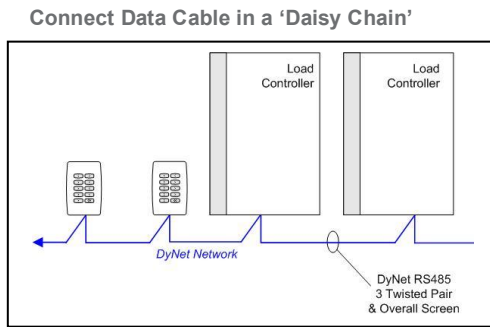 Connect Data Cable in a ‘Daisy Chain’
Load
Controller
Load
Controller
DyNet Network
DyNet RS485
3 Twisted Pair
& Overall Screen